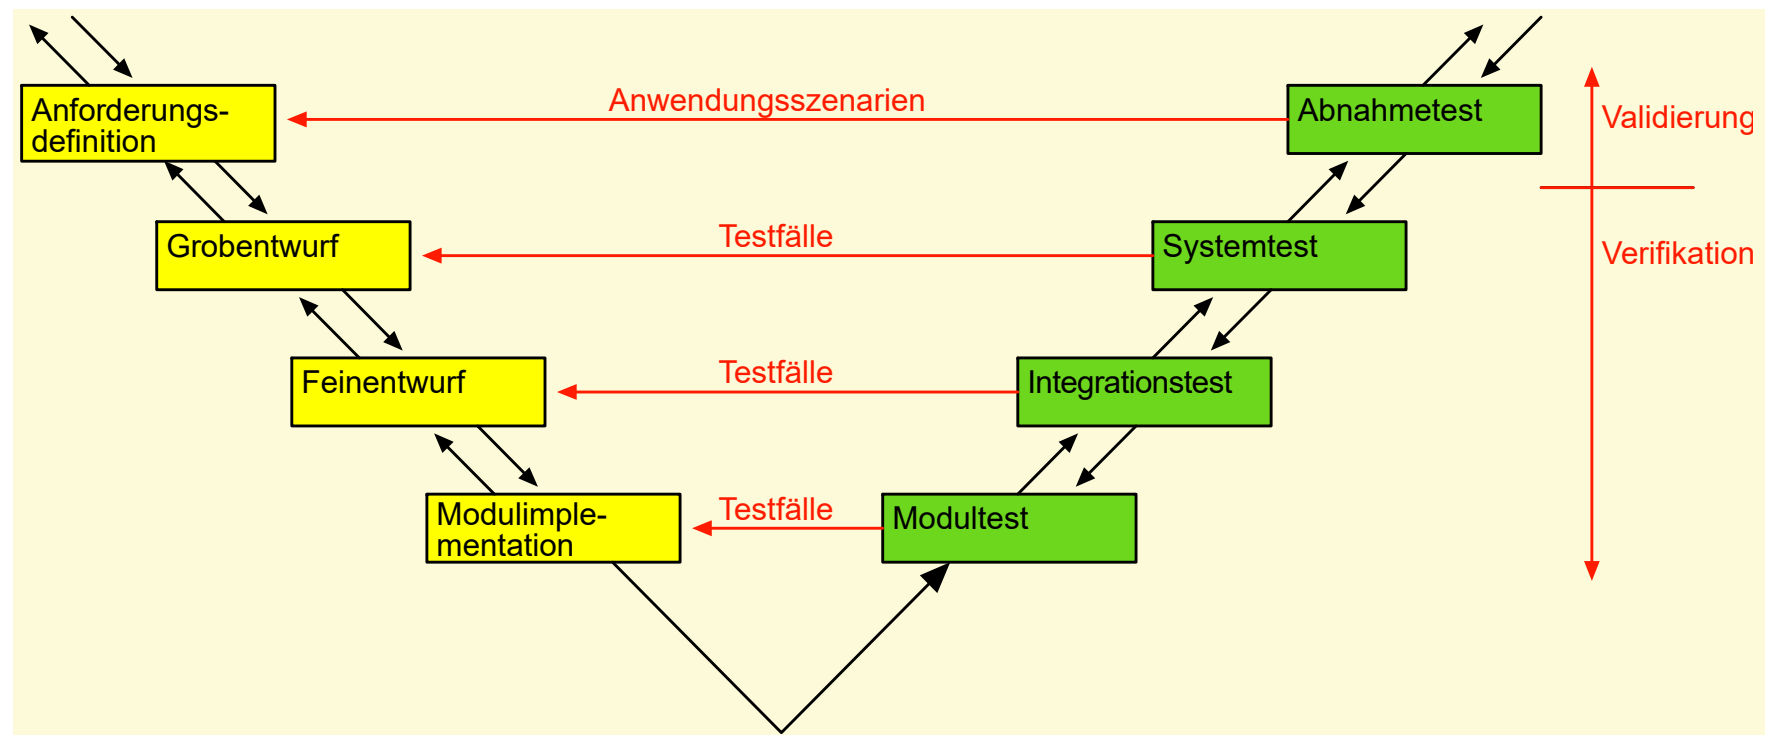 Anforderungs-
definition
Anwendungsszenarien
Abnahmetest
Validierung
Grobentwurf
Testfälle
Systemtest
Verifikation
Feinentwurf
Testfälle
Integrationstest
Modulimple-
mentation
Testfälle
Modultest